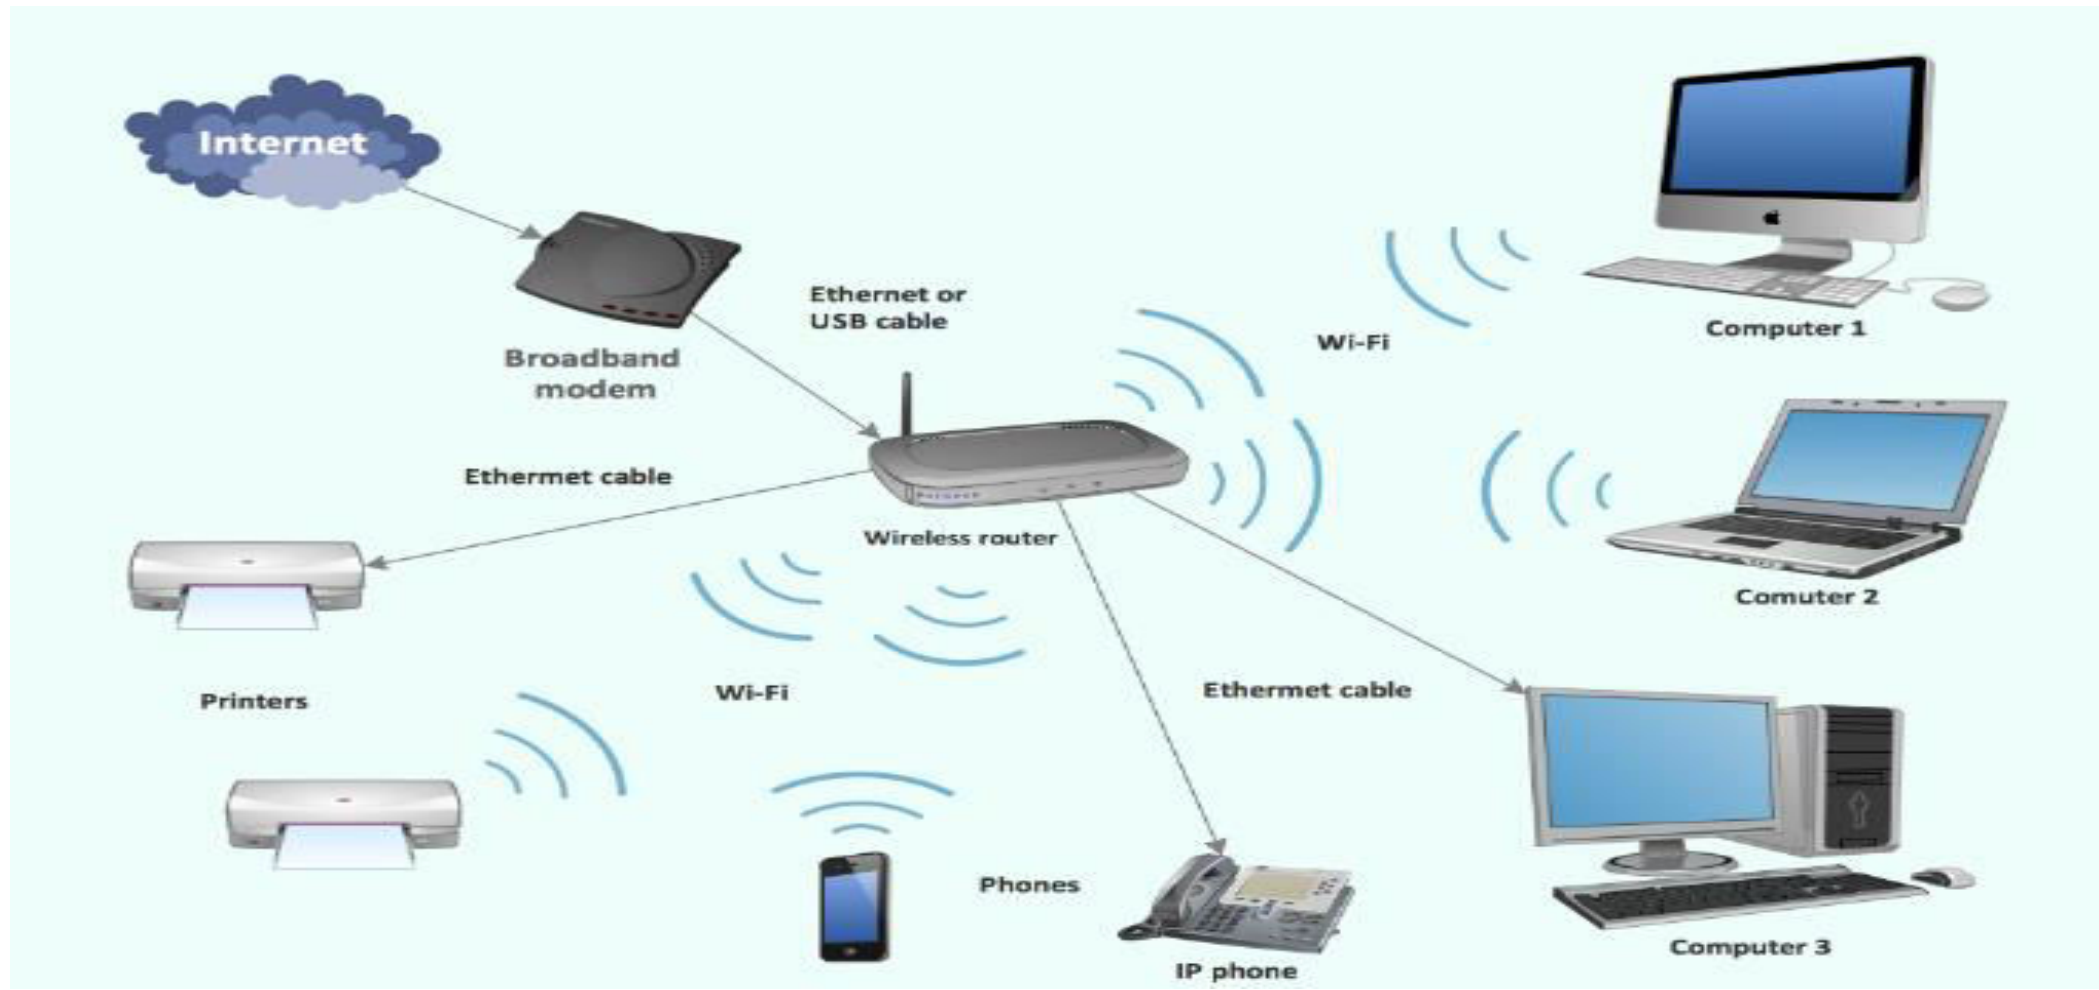 Internet
Ethernet or
USB cable
Broadband
modem
Wi-Fi
Computer 1
Ethermet cable
Wireless router
Comuter 2
Printers
Wi-Fi
Ethermet cable
Phones
Computer 3
IP phone